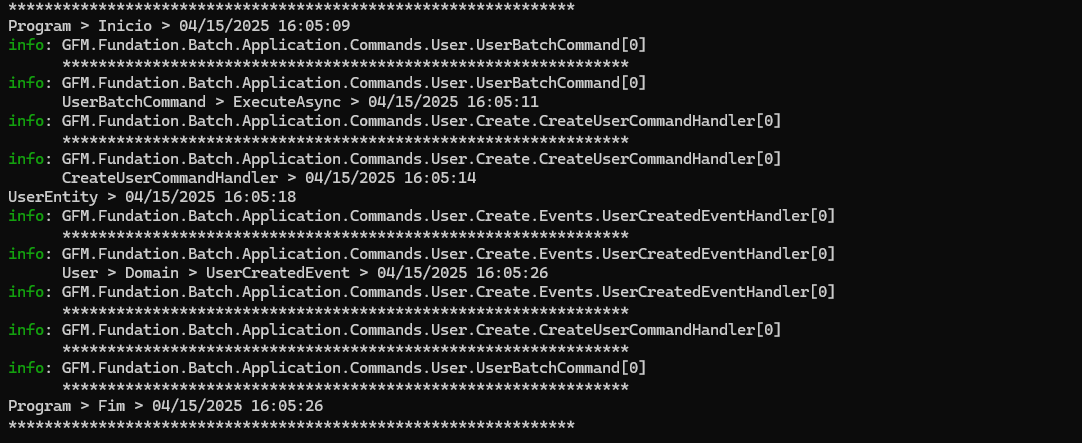 ***************************************************************
Program > Inicio > 04/15/2025 16:05:09
info: GFM.Fundation.Batch.Application.Commands.User.UserBatchCommand[0]
***************************************************************
info: GFM.Fundation.Batch.Application.Commands.User.UserBatchCommand[0]
UserBatchCommand > ExecuteAsync > 04/15/2025 16:05:11
info: GFM.Fundation.Batch.Application.Commands.User.Create.CreateUserCommandHandler[0]
***************************************************************
info: GFM.Fundation.Batch.Application.Commands.User.Create.CreateUserCommandHandler[0]
CreateUserCommandHandler > 04/15/2025 16:05:14
UserEntity > 04/15/2025 16:05:18
info: GFM.Fundation.Batch.Application.Commands.User.Create.Events.UserCreatedEventHandler[0]
***************************************************************
info: GFM.Fundation.Batch.Application.Commands.User.Create.Events.UserCreatedEventHandler[0]
User > Domain > UserCreatedEvent > 04/15/2025 16:05:26
info: GFM.Fundation.Batch.Application.Commands.User.Create.Events.UserCreatedEventHandler[0]
***************************************************************
info: GFM.Fundation.Batch.Application.Commands.User.Create.CreateUserCommandHandler[0]
***************************************************************
info: GFM.Fundation.Batch.Application.Commands.User.UserBatchCommand[0]
***************************************************************
Program > Fim > 04/15/2025 16:05:26
***************************************************************